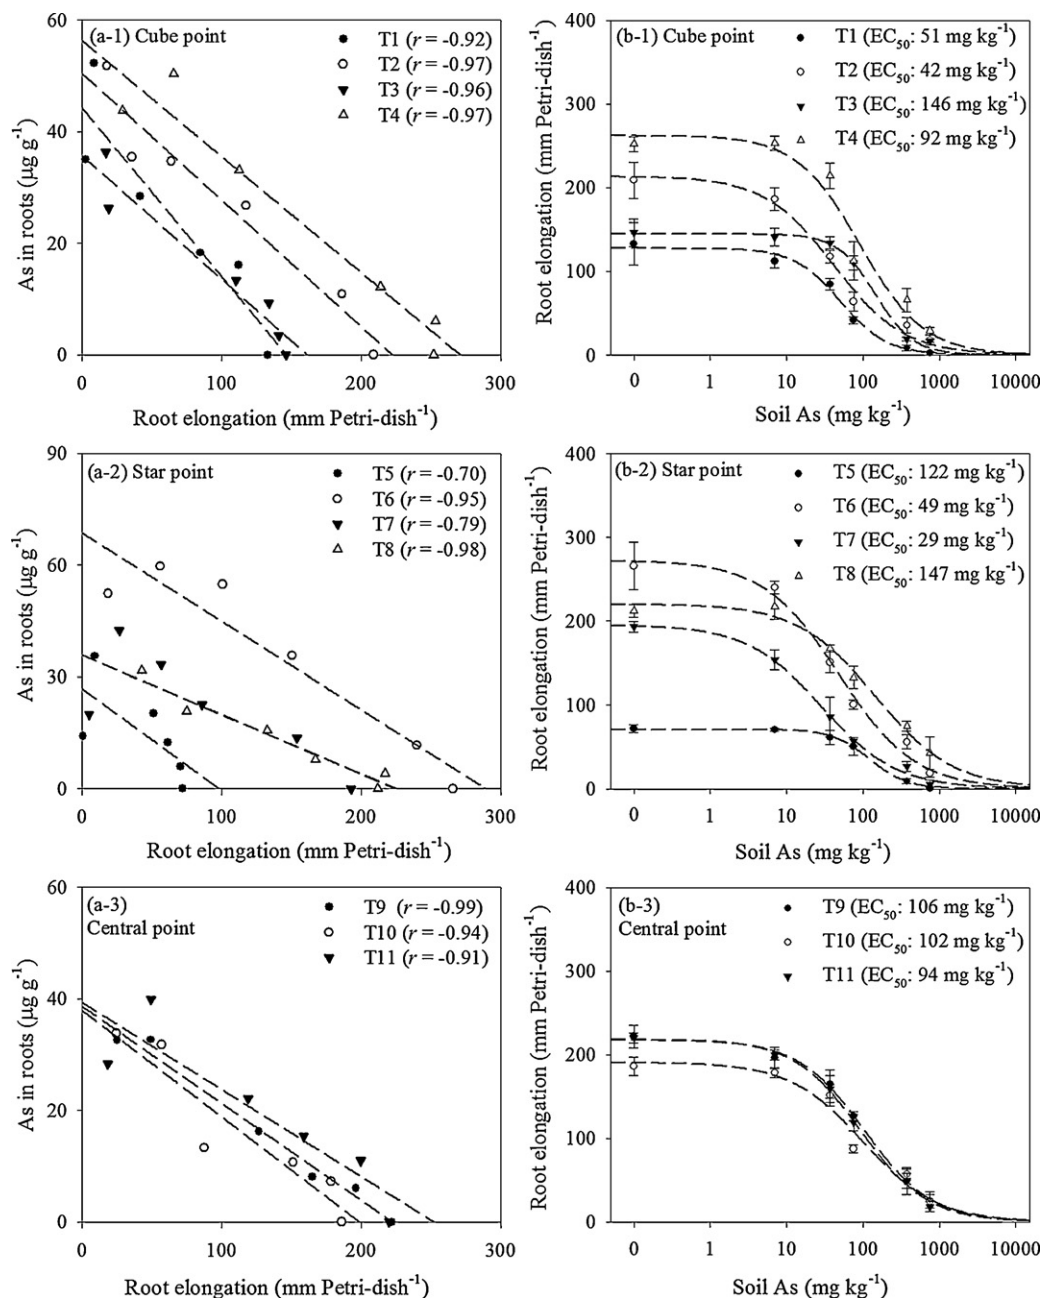 (a-1) Cube point
T1 (r = -0.92)
T2 (r = -0.97)
T3 (r = -0.96)
T4 (r = -0.97)
As in roots (µg g⁻¹)
60
40
20
0
0
100
200
300
Root elongation (mm Petri-dish⁻¹)
(b-1) Cube point
T1 (EC₅₀: 51 mg kg⁻¹)
T2 (EC₅₀: 42 mg kg⁻¹)
T3 (EC₅₀: 146 mg kg⁻¹)
T4 (EC₅₀: 92 mg kg⁻¹)
Root elongation (mm Petri-dish⁻¹)
400
300
200
100
0
0
1
10
100
1000
10000
Soil As (mg kg⁻¹)
(a-2) Star point
T5 (r = -0.70)
T6 (r = -0.95)
T7 (r = -0.79)
T8 (r = -0.98)
As in roots (µg g⁻¹)
90
60
30
0
0
100
200
300
Root elongation (mm Petri-dish⁻¹)
(b-2) Star point
T5 (EC₅₀: 122 mg kg⁻¹)
T6 (EC₅₀: 49 mg kg⁻¹)
T7 (EC₅₀: 29 mg kg⁻¹)
T8 (EC₅₀: 147 mg kg⁻¹)
Root elongation (mm Petri-dish⁻¹)
400
300
200
100
0
0
1
10
100
1000
10000
Soil As (mg kg⁻¹)
(a-3)
Central point
T9 (r = -0.99)
T10 (r = -0.94)
T11 (r = -0.91)
As in roots (µg g⁻¹)
60
40
20
0
0
100
200
300
Root elongation (mm Petri-dish⁻¹)
(b-3)
Central point
T9 (EC₅₀: 106 mg kg⁻¹)
T10 (EC₅₀: 102 mg kg⁻¹)
T11 (EC₅₀: 94 mg kg⁻¹)
Root elongation (mm Petri-dish⁻¹)
400
300
200
100
0
0
1
10
100
1000
10000
Soil As (mg kg⁻¹)